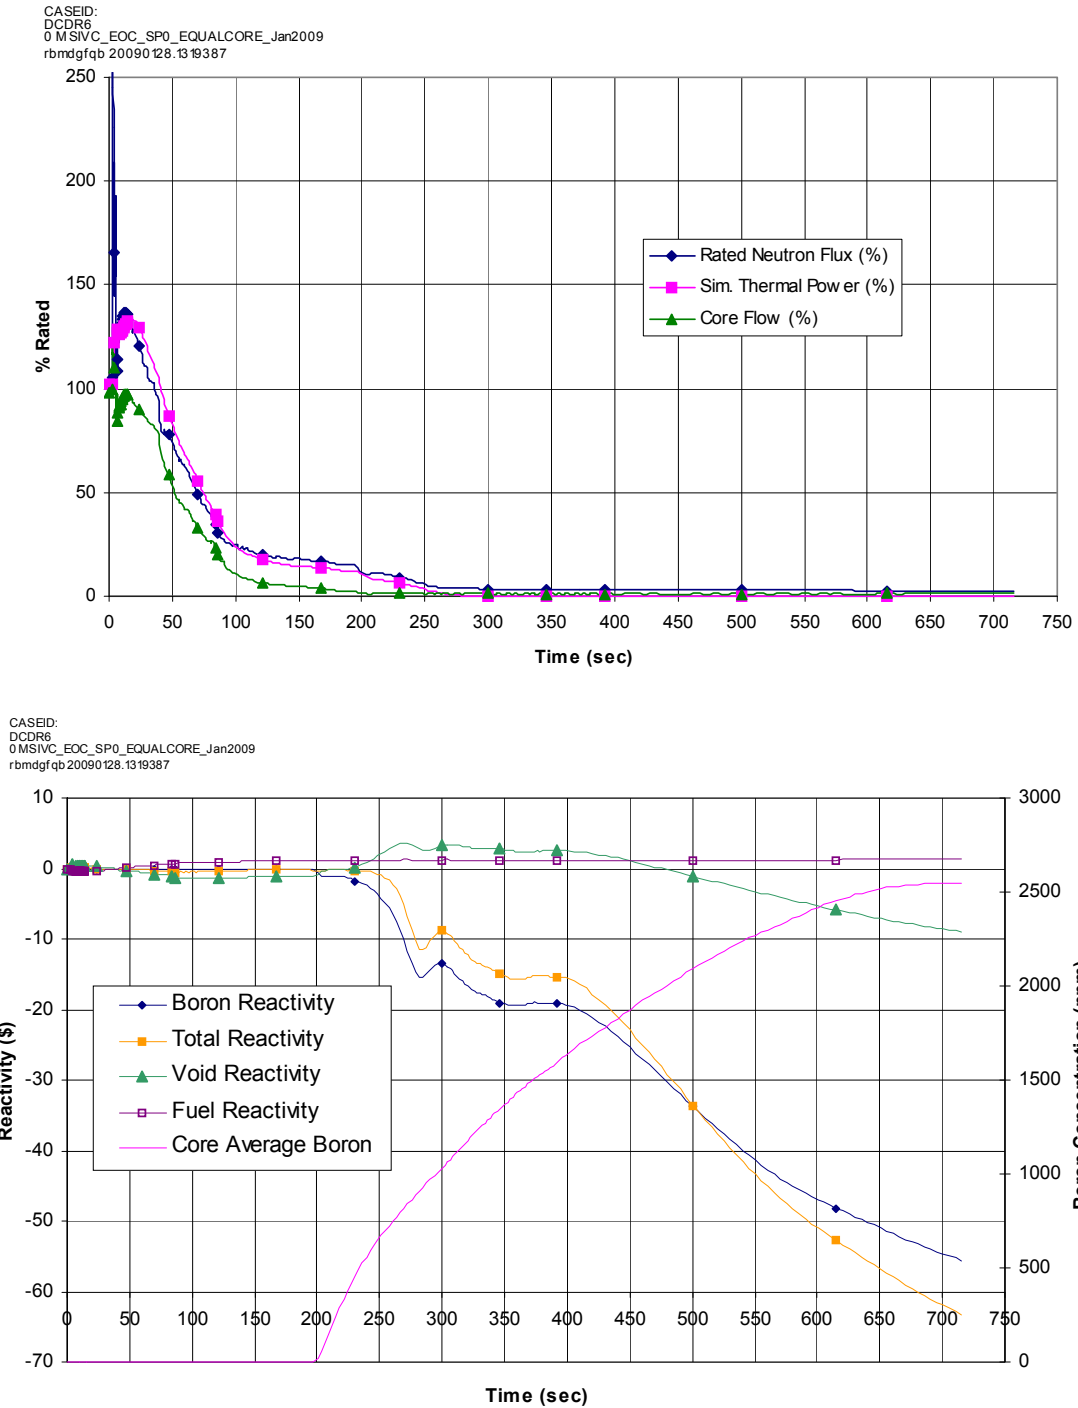 CASEID:
DCDR6
0 MSIVC_EOC_SP0_EQUALCORE_Jan2009
rbmdgfqb 20090128.1319387
250
200
150
100
50
0
% Rated
Rated Neutron Flux (%)
Sim. Thermal Power (%)
Core Flow (%)
0 50 100 150 200 250 300 350 400 450 500 550 600 650 700 750
Time (sec)
CASEID:
DCDR6
0 MSIVC_EOC_SP0_EQUALCORE_Jan2009
rbmdgfqb 20090128.1319387
10
0
-10
-20
-30
-40
-50
-60
-70
Reactivity ($)
Boron Reactivity
Total Reactivity
Void Reactivity
Fuel Reactivity
Core Average Boron
3000
2500
2000
1500
1000
500
0
Boron Concentration (ppm)
0 50 100 150 200 250 300 350 400 450 500 550 600 650 700 750
Time (sec)